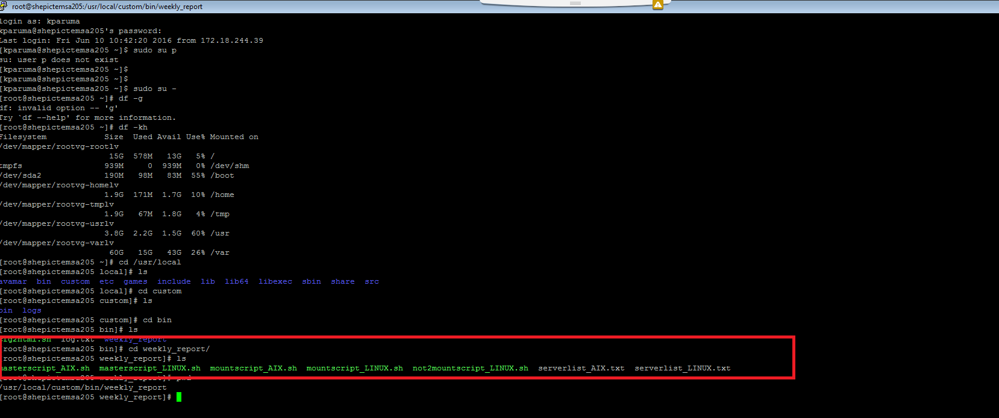 root@shepictemsa205:/usr/local/custom/bin/weekly_report
login as: kparuma
kparuma@shepictemsa205's password:
Last login: Fri Jun 10 10:42:20 2016 from 172.18.244.39
[kparuma@shepictemsa205 ~]$ sudo su p
su: user p does not exist
[kparuma@shepictemsa205 ~]$
[kparuma@shepictemsa205 ~]$
[kparuma@shepictemsa205 ~]$ sudo su -
[root@shepictemsa205 ~]# df -g
df: invalid option -- 'g'
Try `df --help' for more information.
[root@shepictemsa205 ~]# df -kh
Filesystem            Size  Used Avail Use% Mounted on
/dev/mapper/rootvg-rootlv
                       15G  578M   13G   5% /
tmpfs                 939M     0  939M   0% /dev/shm
/dev/sda2             190M   98M   83M  55% /boot
/dev/mapper/rootvg-homelv
                      1.9G  171M  1.7G  10% /home
/dev/mapper/rootvg-tmplv
                      1.9G   67M  1.8G   4% /tmp
/dev/mapper/rootvg-usrlv
                      3.8G  2.2G  1.5G  60% /usr
/dev/mapper/rootvg-varlv
                       60G   15G   43G  26% /var
[root@shepictemsa205 ~]# cd /usr/local
[root@shepictemsa205 local]# ls
avamar  bin  custom  etc  games  include  lib  lib64  libexec  sbin  share  src
[root@shepictemsa205 local]# cd custom
[root@shepictemsa205 custom]# ls
bin  logs
[root@shepictemsa205 custom]# cd bin
[root@shepictemsa205 bin]# ls
cfg2html.sh  log.txt  weekly_report
[root@shepictemsa205 bin]# cd weekly_report/
[root@shepictemsa205 weekly_report]# ls
masterscript_AIX.sh  masterscript_LINUX.sh  mountscript_AIX.sh  mountscript_LINUX.sh  not2mountscript_LINUX.sh  serverlist_AIX.txt  serverlist_LINUX.txt
[root@shepictemsa205 weekly_report]# pwd
/usr/local/custom/bin/weekly_report
[root@shepictemsa205 weekly_report]#